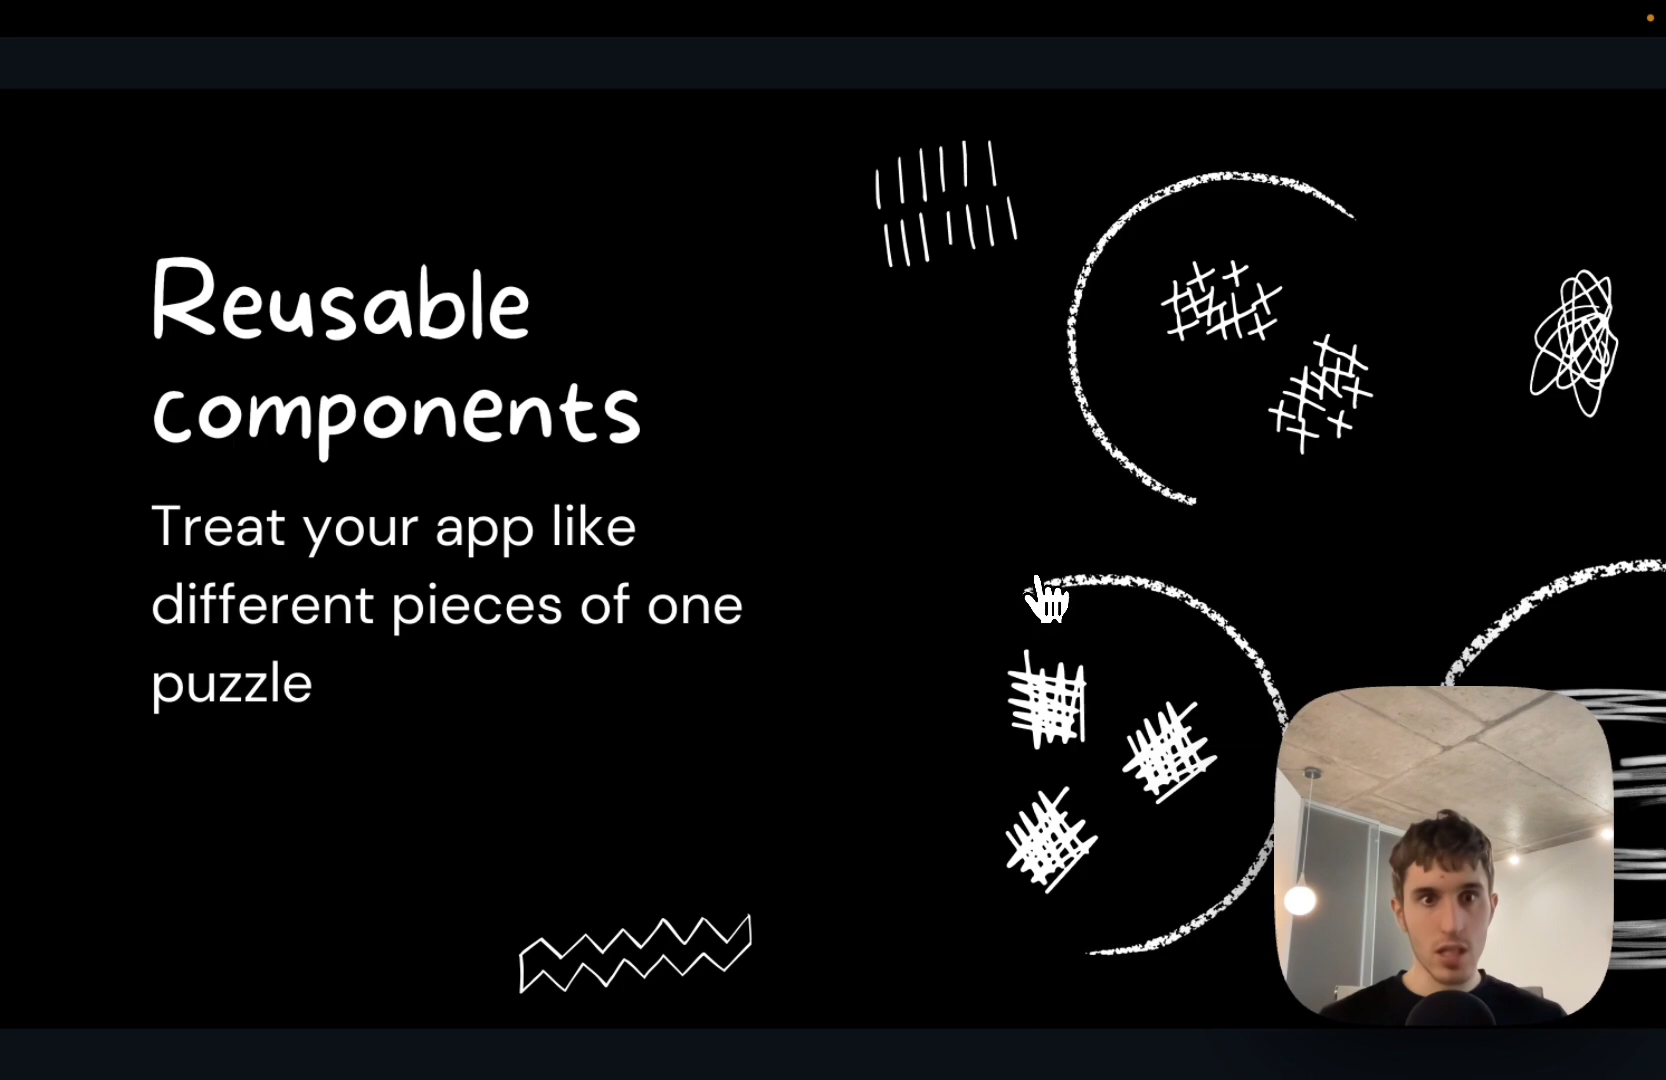 Reusable
components
Treat your app like
different pieces of one
puzzle